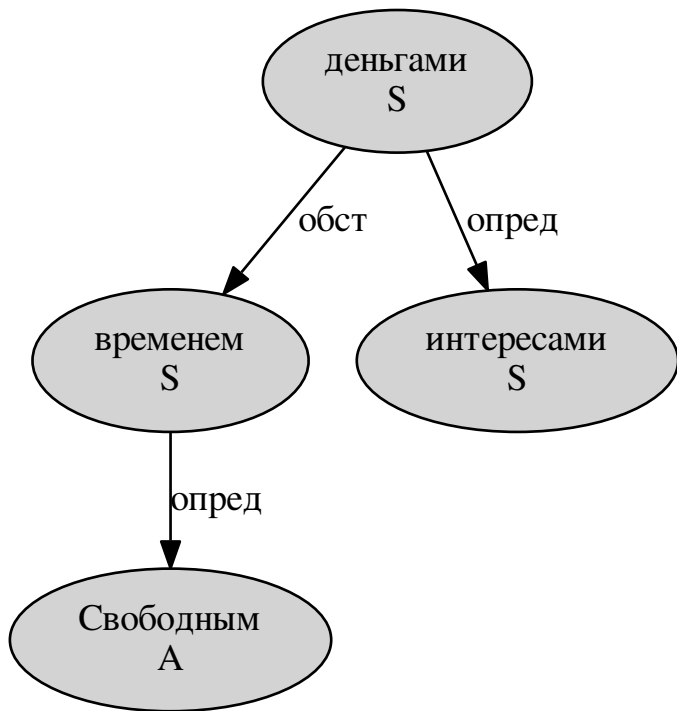 деньгами
S
обст
опред
временем
S
интересами
S
опред
Свободным
A